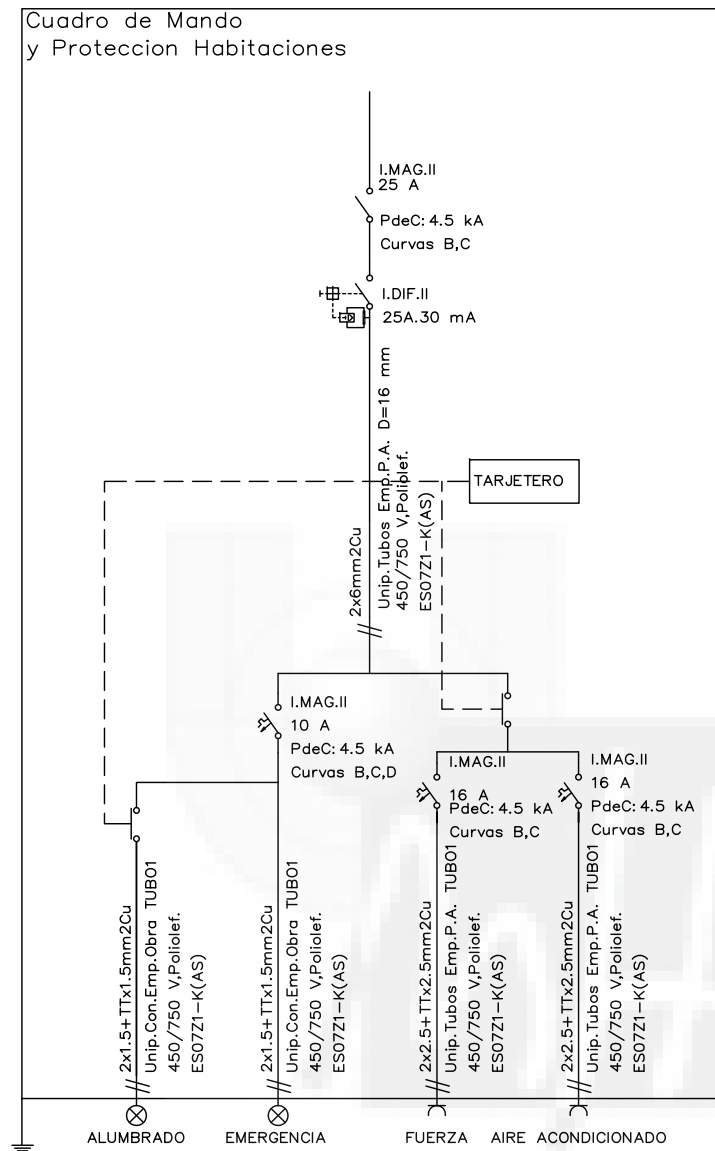 Cuadro de Mando
y Proteccion Habitaciones
I.MAG.II
25 A
PdeC: 4.5 kA
Curvas B,C
I.DIF.II
25A.30 mA
2x6mm2Cu
Unip.Tubos Emp.P.A. D=16 mm
450/750 V,Poliolef.
ES07Z1-K(AS)
TARJETERO
I.MAG.II
10 A
PdeC: 4.5 kA
Curvas B,C,D
I.MAG.II
16 A
PdeC: 4.5 kA
Curvas B,C
I.MAG.II
16 A
PdeC: 4.5 kA
Curvas B,C
2x1.5+TTx1.5mm2Cu
Unip.Con.Emp.Obra TUBO1
450/750 V,Poliolef.
ES07Z1-K(AS)
2x1.5+TTx1.5mm2Cu
Unip.Con.Emp.Obra TUBO1
450/750 V,Poliolef.
ES07Z1-K(AS)
2x2.5+TTx2.5mm2Cu
Unip.Tubos Emp.P.A. TUBO1
450/750 V,Poliolef.
ES07Z1-K(AS)
2x2.5+TTx2.5mm2Cu
Unip.Tubos Emp.P.A. TUBO1
450/750 V,Poliolef.
ES07Z1-K(AS)
ALUMBRADO
EMERGENCIA
FUERZA
AIRE ACONDICIONADO